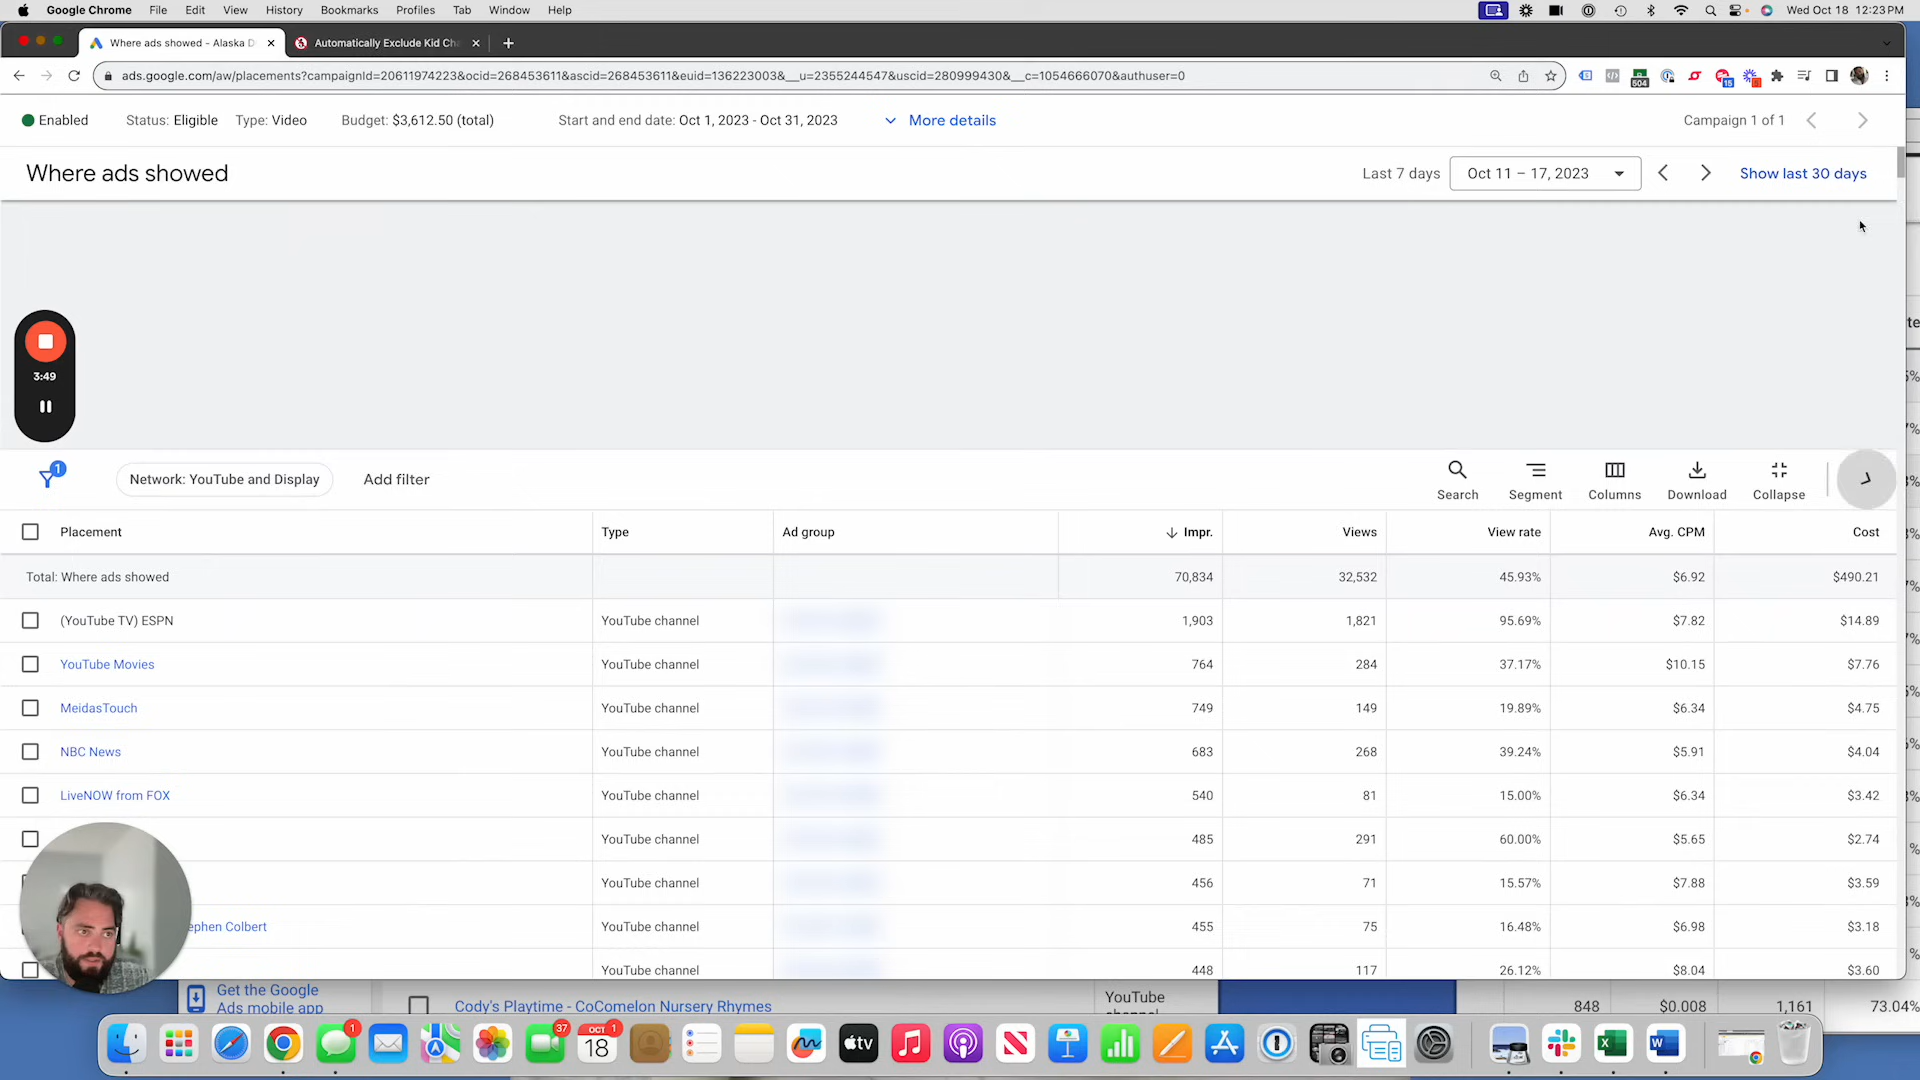 Google Chrome File Edit View History Bookmarks Profiles Tab Window Help Wed Oct 18 12:23 PM
Where ads showed - Alaska D Automatically Exclude Kid Cha
ads.google.com/aw/placements?campaignId=20611974223&ocid=268453611&ascid=268453611&euid=136223003&__u=2355244547&uscid=280999430&__c=1054666070&authuser=0
504 15
Enabled Status: Eligible Type: Video Budget: $3,612.50 (total) Start and end date: Oct 1, 2023 - Oct 31, 2023 More details Campaign 1 of 1
Where ads showed Last 7 days Oct 11 – 17, 2023 Show last 30 days
3:49
1 Network: YouTube and Display Add filter Search Segment Columns Download Collapse
Placement Type Ad group Impr. Views View rate Avg. CPM Cost
Total: Where ads showed 70,834 32,532 45.93% $6.92 $490.21
(YouTube TV) ESPN YouTube channel 1,903 1,821 95.69% $7.82 $14.89
YouTube Movies YouTube channel 764 284 37.17% $10.15 $7.76
MeidasTouch YouTube channel 749 149 19.89% $6.34 $4.75
NBC News YouTube channel 683 268 39.24% $5.91 $4.04
LiveNOW from FOX YouTube channel 540 81 15.00% $6.34 $3.42
YouTube channel 485 291 60.00% $5.65 $2.74
YouTube channel 456 71 15.57% $7.88 $3.59
ephen Colbert YouTube channel 455 75 16.48% $6.98 $3.18
YouTube channel 448 117 26.12% $8.04 $3.60
Get the Google
Ads mobile app
Cody's Playtime - CoComelon Nursery Rhymes YouTube 848 $0.008 1,161 73.04%
channel
1 37 OCT 1 18 tv